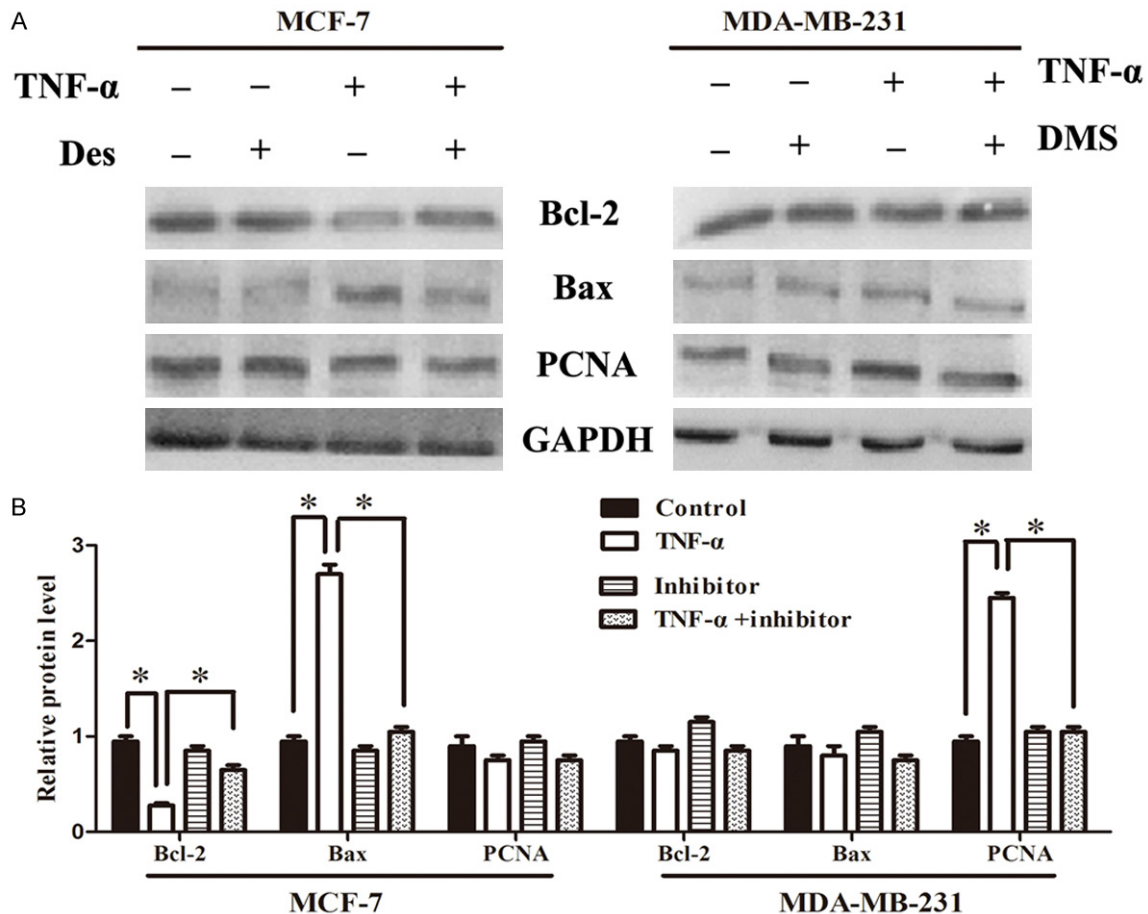 A
MCF-7
MDA-MB-231
TNF-α – – + +
– – + + TNF-α
Des – + – +
– + – + DMS
Bcl-2
Bax
PCNA
GAPDH
B
* * * * * *
Control
TNF-α
Inhibitor
TNF-α +inhibitor
Relative protein level
3
2
1
0
Bcl-2 Bax PCNA Bcl-2 Bax PCNA
MCF-7 MDA-MB-231